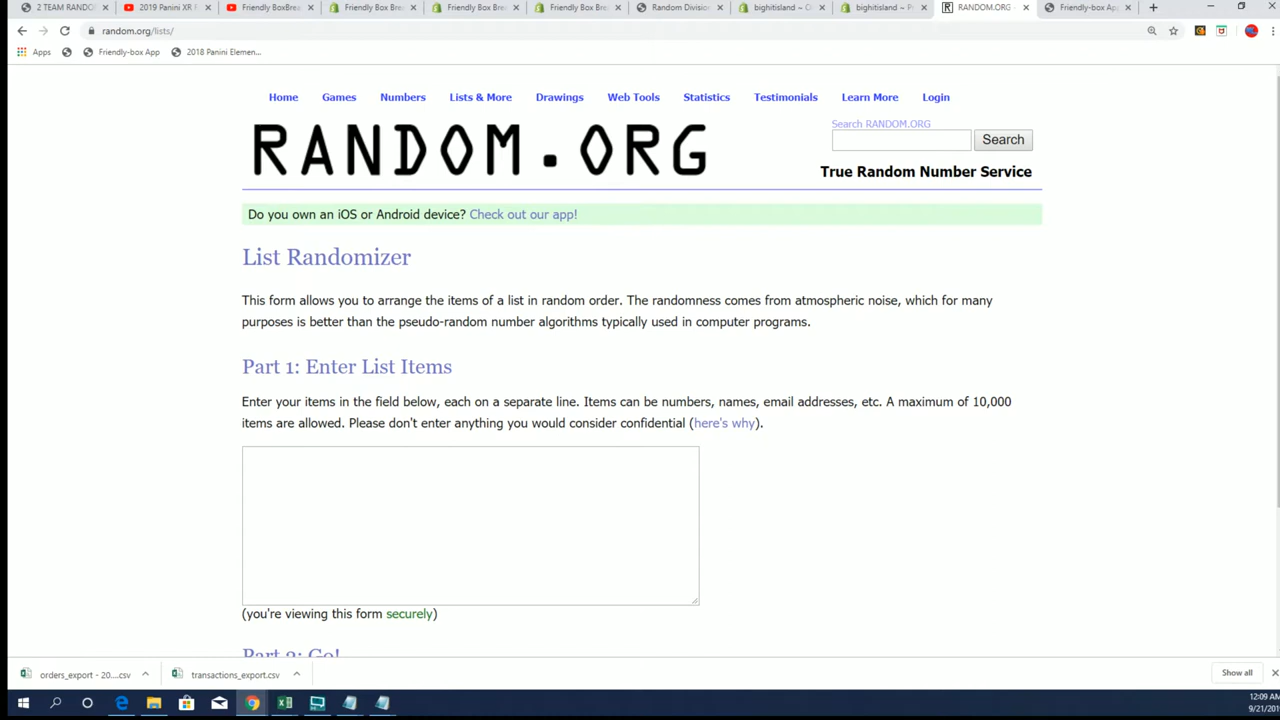 2 TEAM RANDO
2019 Panini XR
Friendly BoxBre
Friendly Box Bre
Friendly Box Bre
Friendly Box Bre
Random Division
bighitisland ~ O
bighitisland ~ P
RANDOM.ORG
Friendly-box Ap
random.org/lists/
Apps
Friendly-box App
2018 Panini Elemen...
Home
Games
Numbers
Lists & More
Drawings
Web Tools
Statistics
Testimonials
Learn More
Login
RANDOM.ORG
Search RANDOM.ORG
Search
True Random Number Service
Do you own an iOS or Android device? Check out our app!
List Randomizer
This form allows you to arrange the items of a list in random order. The randomness comes from atmospheric noise, which for many
purposes is better than the pseudo-random number algorithms typically used in computer programs.
Part 1: Enter List Items
Enter your items in the field below, each on a separate line. Items can be numbers, names, email addresses, etc. A maximum of 10,000
items are allowed. Please don't enter anything you would consider confidential (here's why).
(you're viewing this form securely)
Part 2: Go!
orders_export - 20....csv
transactions_export.csv
Show all
12:09 AM
9/21/201